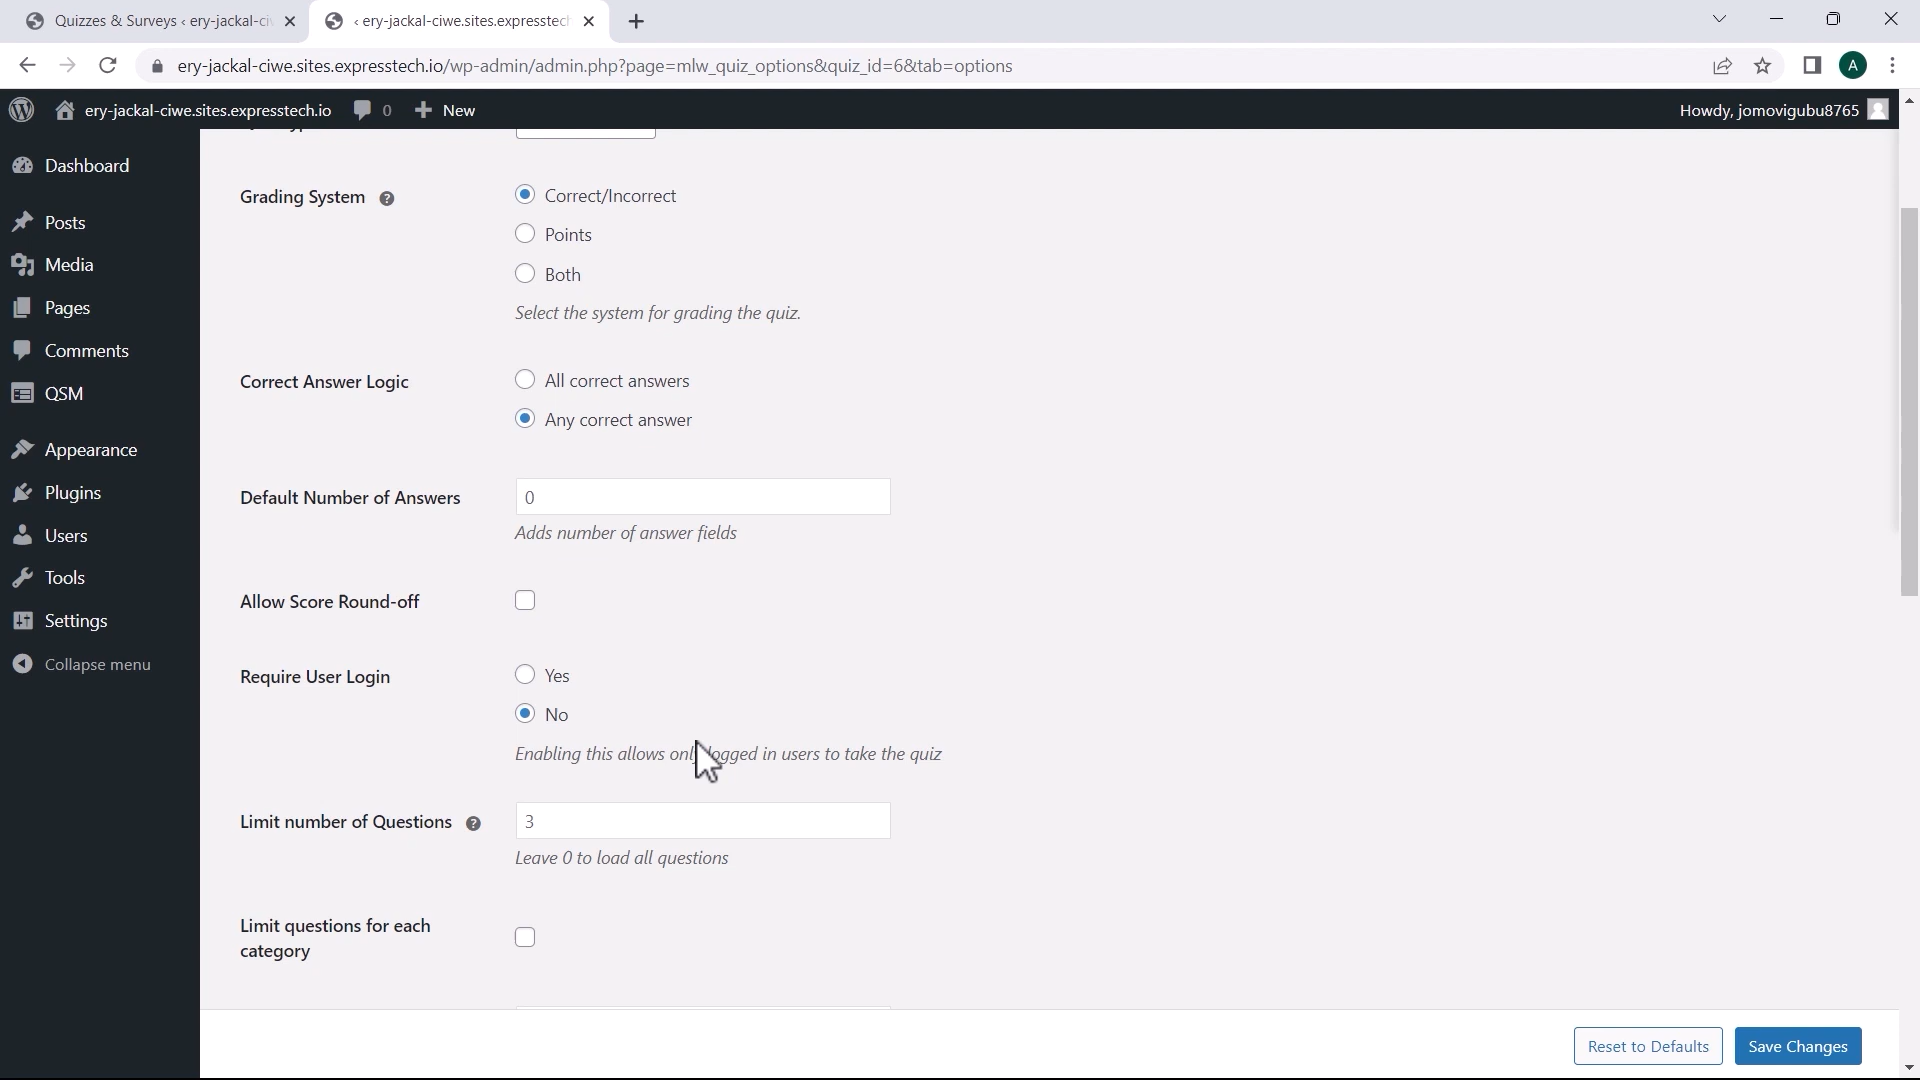 Quizzes & Surveys ‹ ery-jackal-ci
‹ ery-jackal-ciwe.sites.expresstech
ery-jackal-ciwe.sites.expresstech.io/wp-admin/admin.php?page=mlw_quiz_options&quiz_id=6&tab=options
A
ery-jackal-ciwe.sites.expresstech.io
0
New
Howdy, jomovigubu8765
Dashboard
Posts
Media
Pages
Comments
QSM
Appearance
Plugins
Users
Tools
Settings
Collapse menu
Grading System
Correct/Incorrect
Points
Both
Select the system for grading the quiz.
Correct Answer Logic
All correct answers
Any correct answer
Default Number of Answers
0
Adds number of answer fields
Allow Score Round-off
Require User Login
Yes
No
Enabling this allows only logged in users to take the quiz
Limit number of Questions
3
Leave 0 to load all questions
Limit questions for each
category
Reset to Defaults
Save Changes